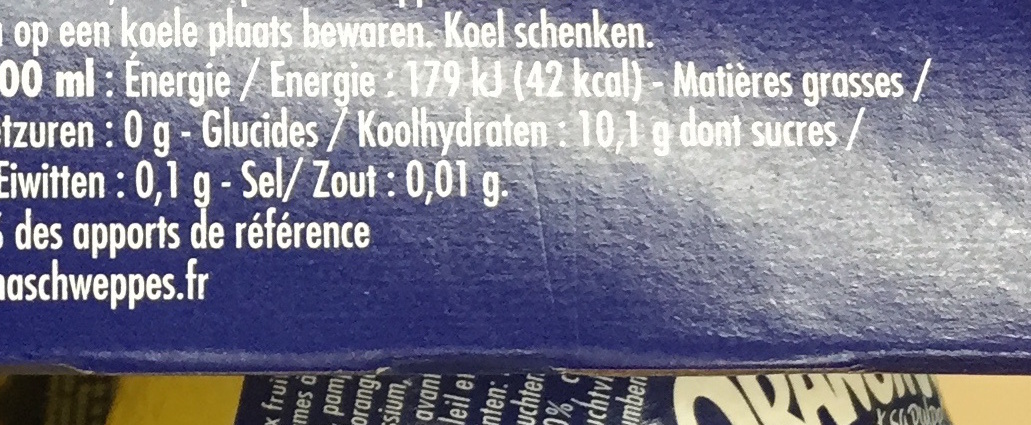 op een koele plaats bewaren. Koel schenken.
00 ml : Énergie / Energie : 179 kJ (42 kcal) - Matières grasses /
tzuren : 0 g - Glucides / Koolhydraten : 10,1 g dont sucres /
Eiwitten : 0,1 g - Sel/ Zout : 0,01 g.
des apports de référence
naschweppes.fr